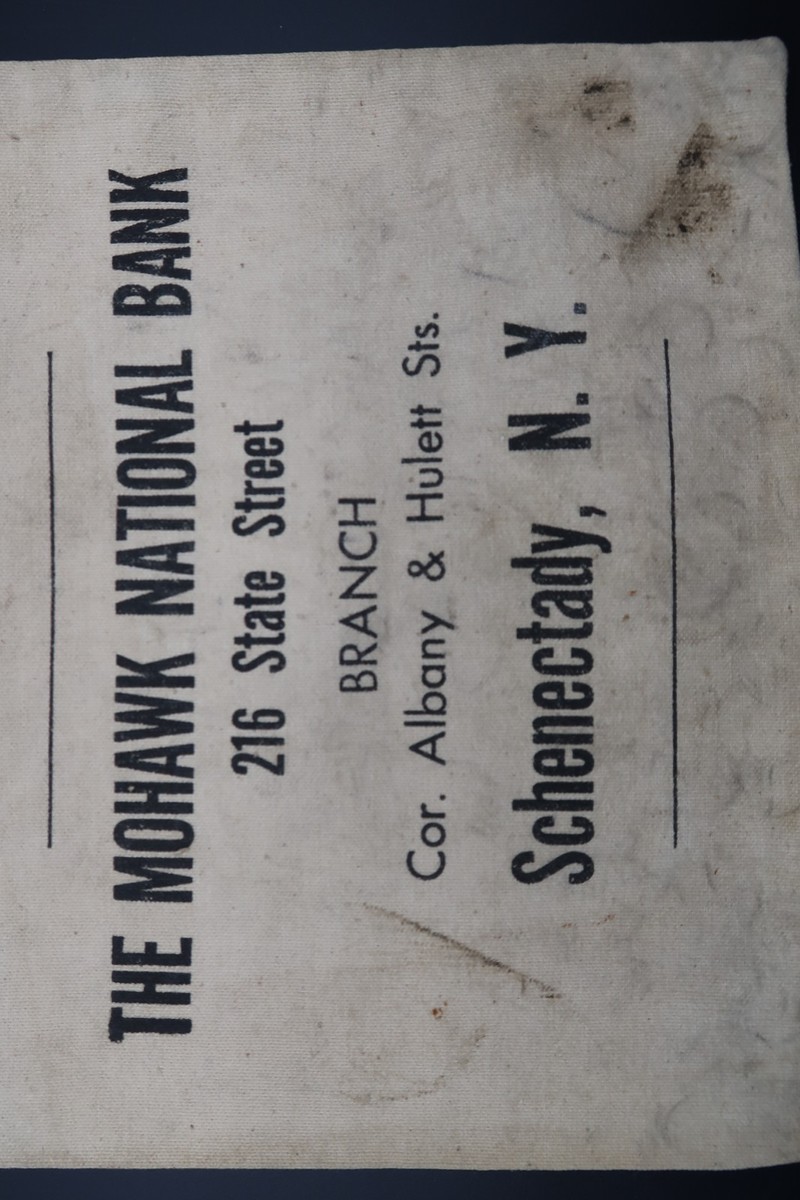 THE MOHAWK NATIONAL BANK
216 State Street
BRANCH
Cor. Albany & Hulett Sts.
Schenectady, N. Y.